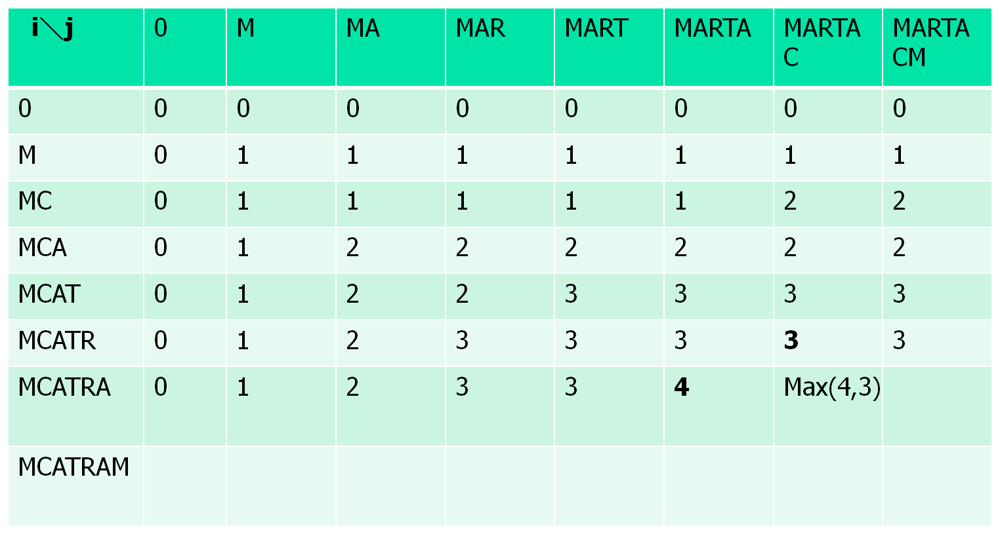 i\j 0 M MA MAR MART MARTA MARTA MARTA
C CM
0 0 0 0 0 0 0 0 0
M 0 1 1 1 1 1 1 1
MC 0 1 1 1 1 1 2 2
MCA 0 1 2 2 2 2 2 2
MCAT 0 1 2 2 3 3 3 3
MCATR 0 1 2 3 3 3 3 3
MCATRA 0 1 2 3 3 4 Max(4,3)
MCATRAM